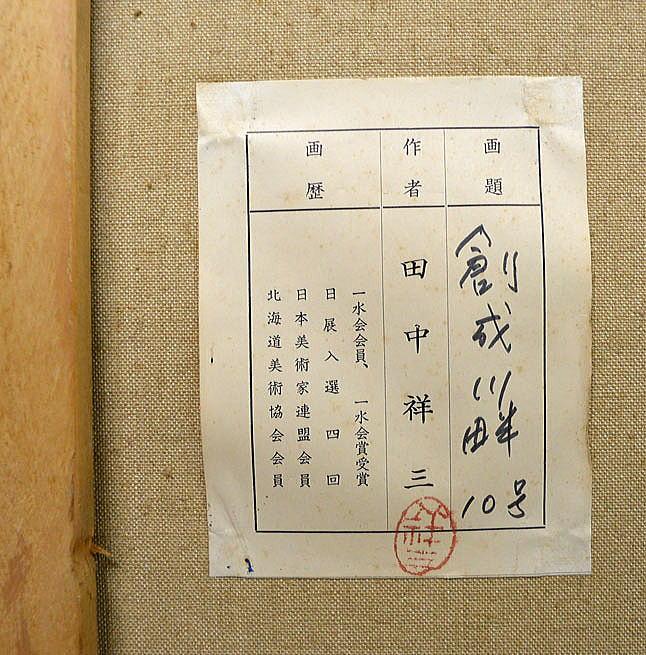 画題
創成川畔
10号
作者
田中祥三
画歴
一水会会員、一水会賞受賞
日展入選四回
日本美術家連盟会員
北海道美術協会会員